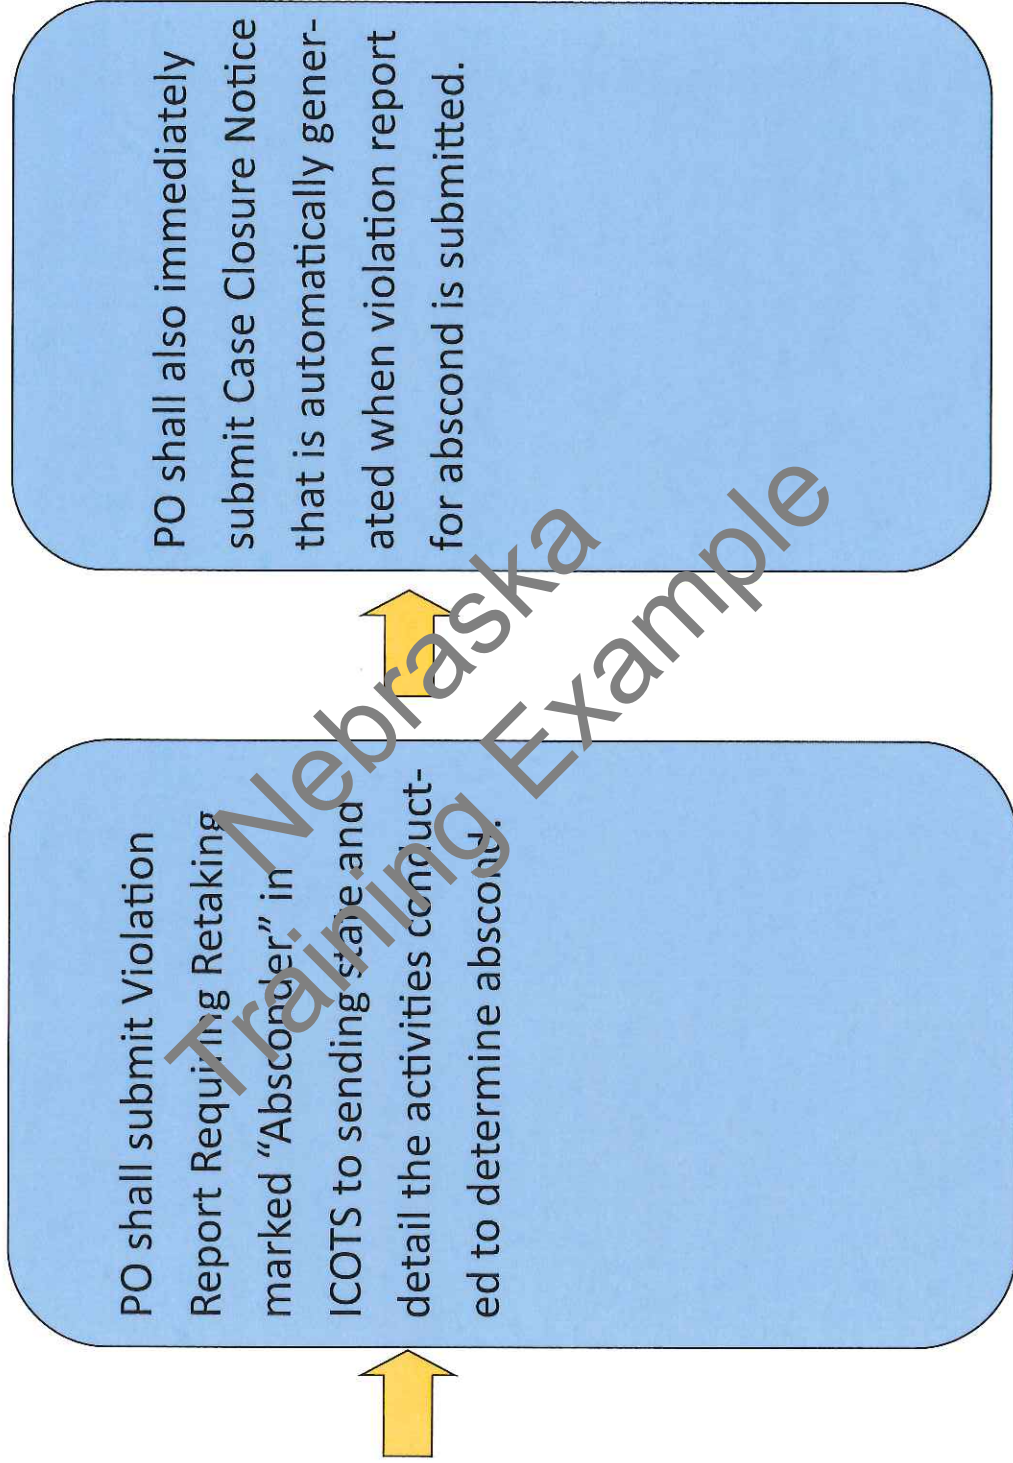 PO shall submit Violation
Report Requiring Retaking
marked “Absconder” in
ICOTS to sending state and
detail the activities conduct-
ed to determine abscond.
PO shall also immediately
submit Case Closure Notice
that is automatically gener-
ated when violation report
for abscond is submitted.
Nebraska
Training Example